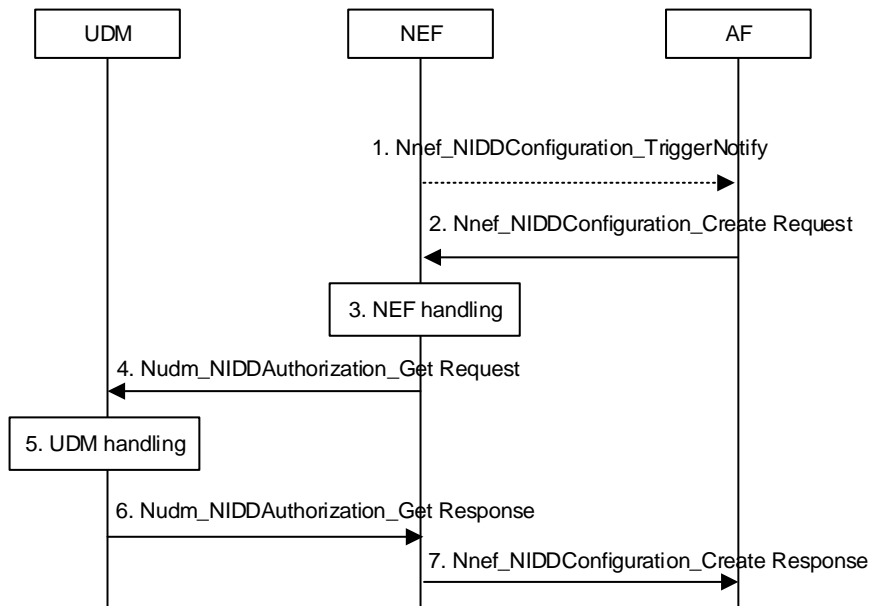 UDM
NEF
AF
1. Nnef_NIDDConfiguration_TriggerNotify
2. Nnef_NIDDConfiguration_Create Request
3. NEF handling
4. Nudm_NIDDAuthorization_Get Request
5. UDM handling
6. Nudm_NIDDAuthorization_Get Response
7. Nnef_NIDDConfiguration_Create Response